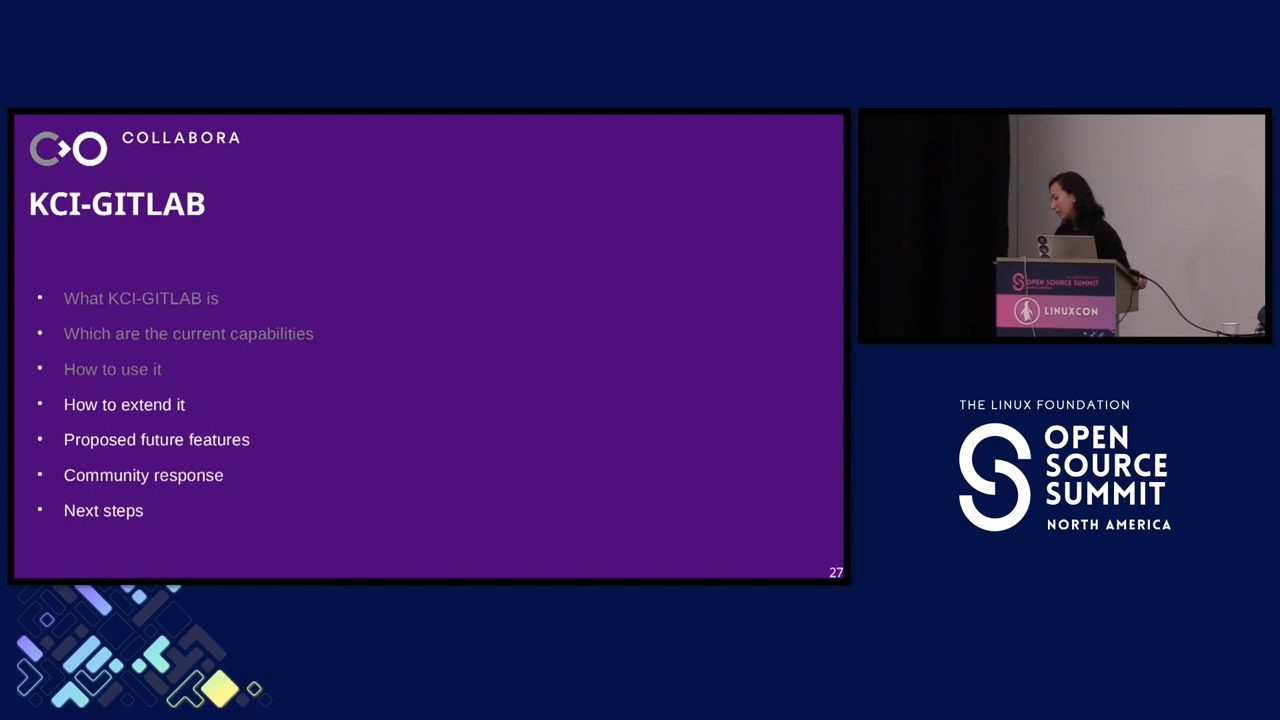 COLLABORA
KCI-GITLAB
• What KCI-GITLAB is
• Which are the current capabilities
• How to use it
• How to extend it
• Proposed future features
• Community response
• Next steps
27
OPEN SOURCE SUMMIT
LINUXCON
THE LINUX FOUNDATION
OPEN
SOURCE
SUMMIT
NORTH AMERICA